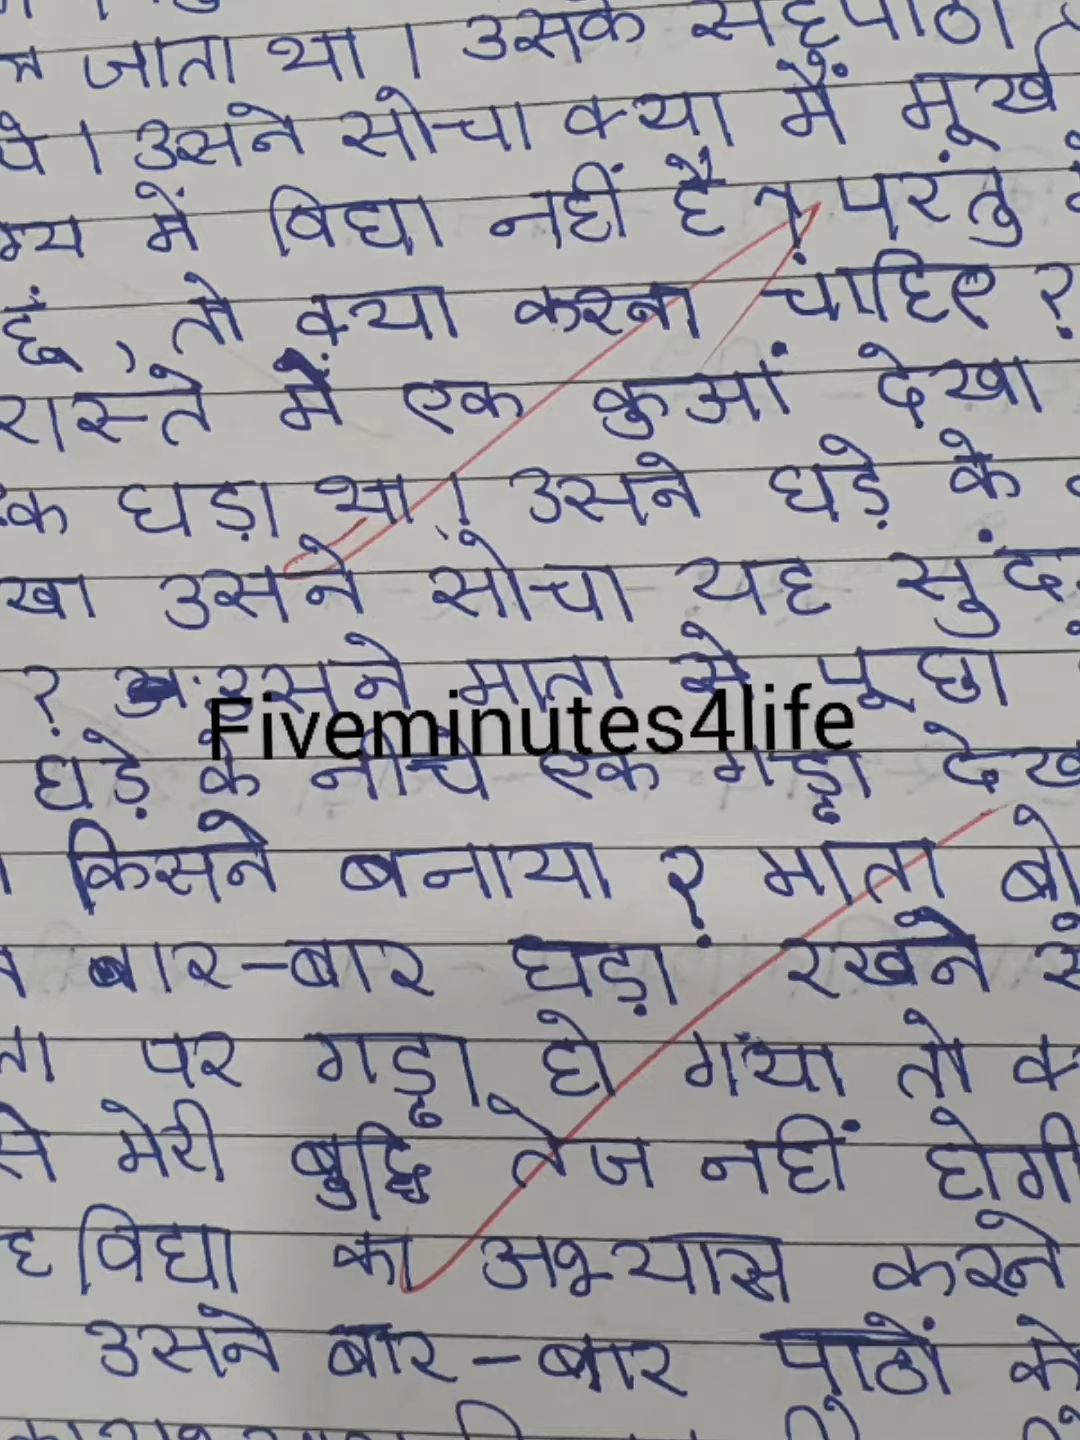 जाता था । उसके सहपाठी
थे । उसने सोचा क्या मैं मूर्ख
में विद्या नहीं है ? परंतु
हूँ , तो क्या करना चाहिए ?
रास्ते में एक कुआं देखा
घड़ा था । उसने घड़े के
उसने सोचा यह
? उसने माता से पूछा
Fiveminutes4life
घड़े के नीचे एक गड्ढा
किसने बनाया ? माता
बार-बार घड़ा रखने से
पर गड्ढा हो गया तो
से मेरी बुद्धि तेज नहीं होगी
विद्या का अभ्यास करने
उसने बार-बार पाठों को